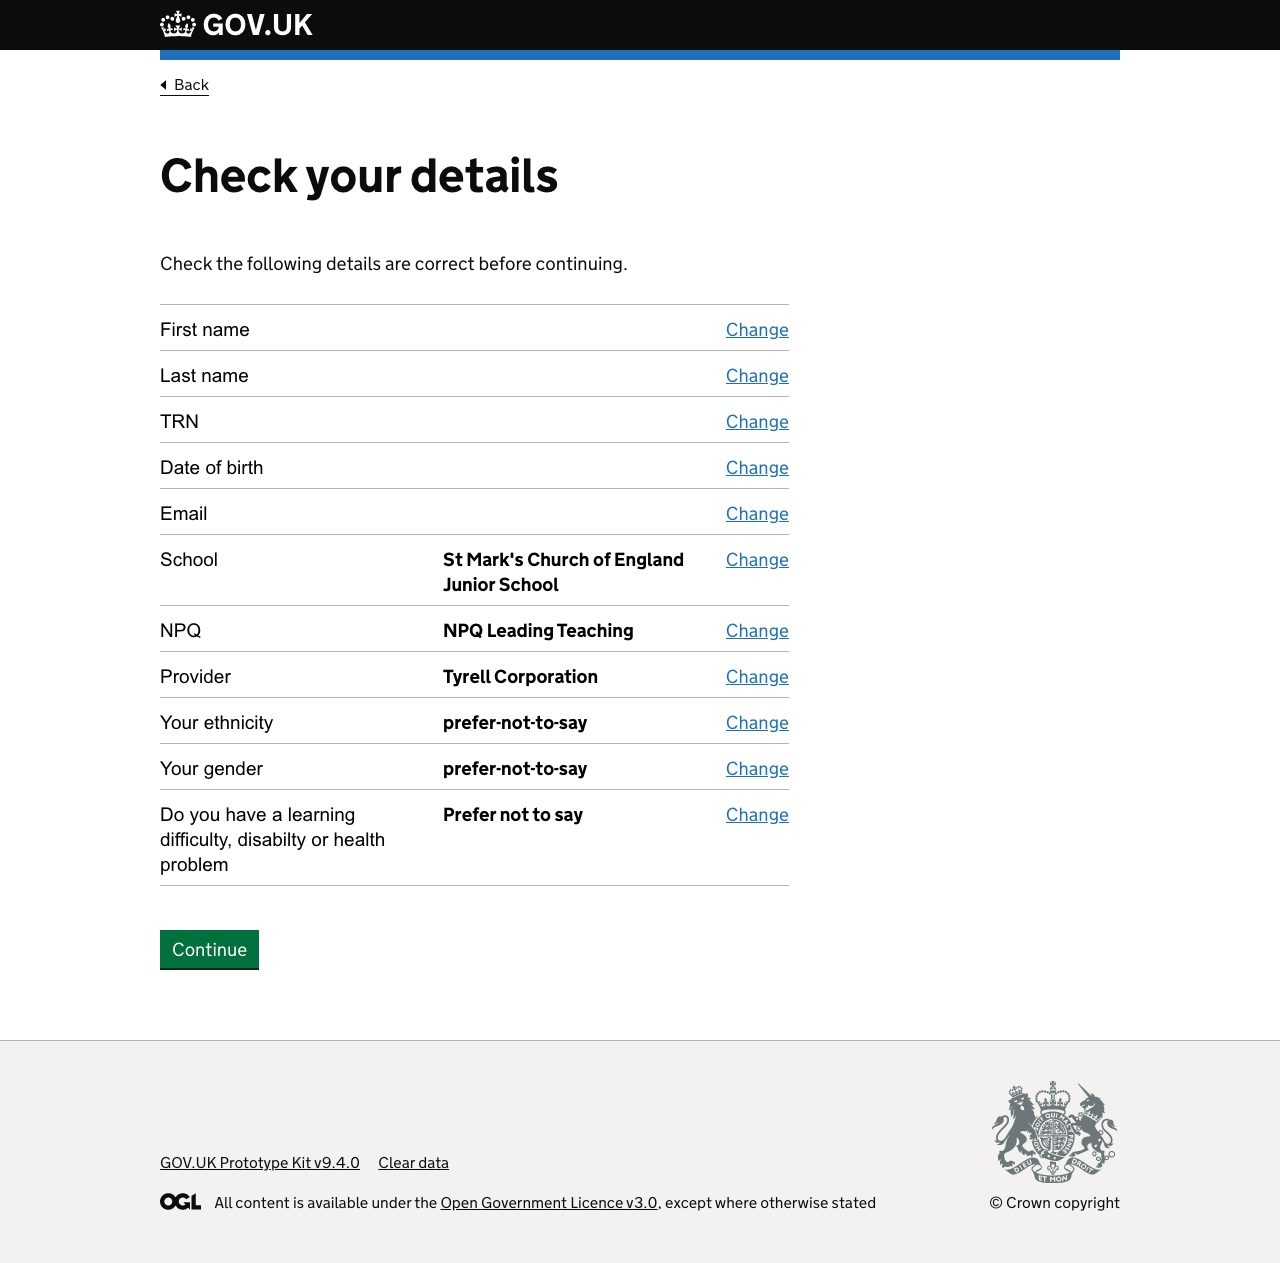 GOV.UK
Back
Check your details
Check the following details are correct before continuing.
First name Change
Last name Change
TRN Change
Date of birth Change
Email Change
School St Mark's Church of England Change
Junior School
NPQ NPQ Leading Teaching Change
Provider Tyrell Corporation Change
Your ethnicity prefer-not-to-say Change
Your gender prefer-not-to-say Change
Do you have a learning Prefer not to say Change
difficulty, disabilty or health
problem
Continue
GOV.UK Prototype Kit v9.4.0 Clear data
OGL All content is available under the Open Government Licence v3.0, except where otherwise stated
© Crown copyright